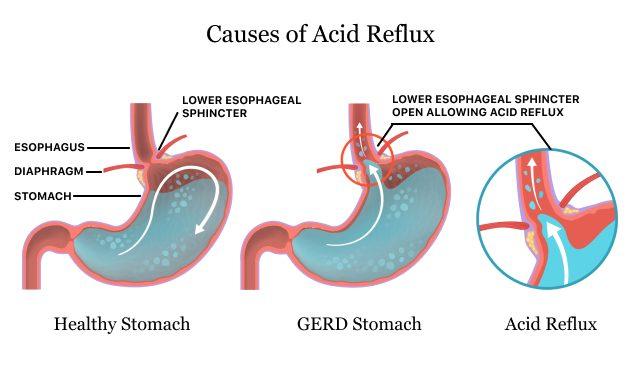 Causes of Acid Reflux
LOWER ESOPHAGEAL
SPHINCTER
ESOPHAGUS
DIAPHRAGM
STOMACH
LOWER ESOPHAGEAL SPHINCTER
OPEN ALLOWING ACID REFLUX
Healthy Stomach
GERD Stomach
Acid Reflux